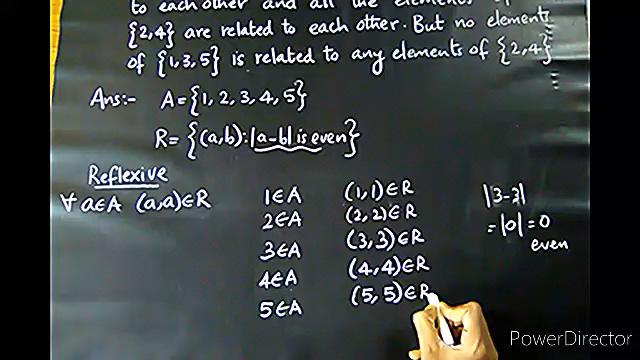 to each other and all the elements of
{2,4} are related to each other. But no elements
of {1,3,5} is related to any elements of {2,4}
Ans:- A={1, 2, 3, 4, 5}
R={(a,b):|a-b| is even}
Reflexive
∀ a∈A (a,a)∈R
1∈A (1,1)∈R
2∈A (2,2)∈R
3∈A (3,3)∈R
4∈A (4,4)∈R
5∈A (5,5)∈R
|3-3|
=|0|=0
even
PowerDirector